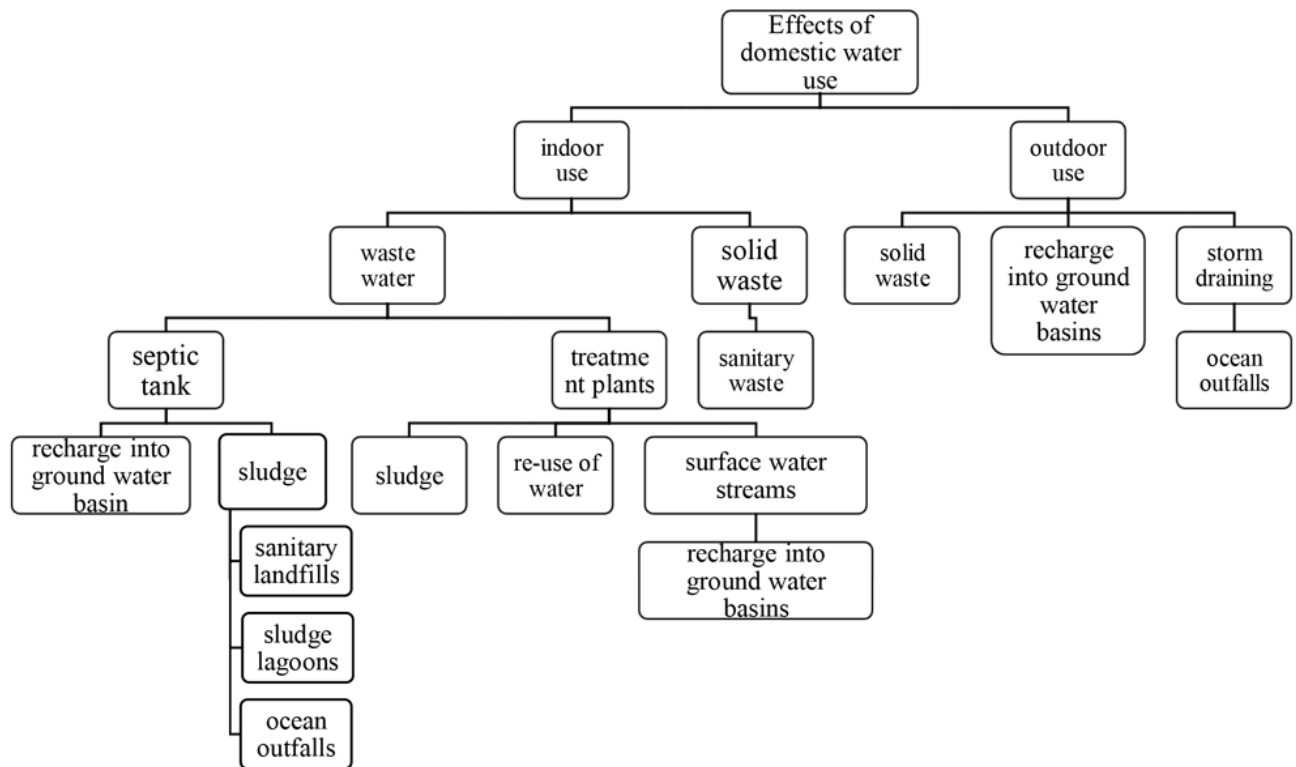 Effects of
domestic water
use
indoor
use
outdoor
use
waste
water
solid
waste
solid
waste
recharge
into ground
water
basins
storm
draining
septic
tank
treatme
nt plants
sanitary
waste
ocean
outfalls
recharge into
ground water
basin
sludge
sludge
re-use of
water
surface water
streams
sanitary
landfills
recharge into
ground water
basins
sludge
lagoons
ocean
outfalls